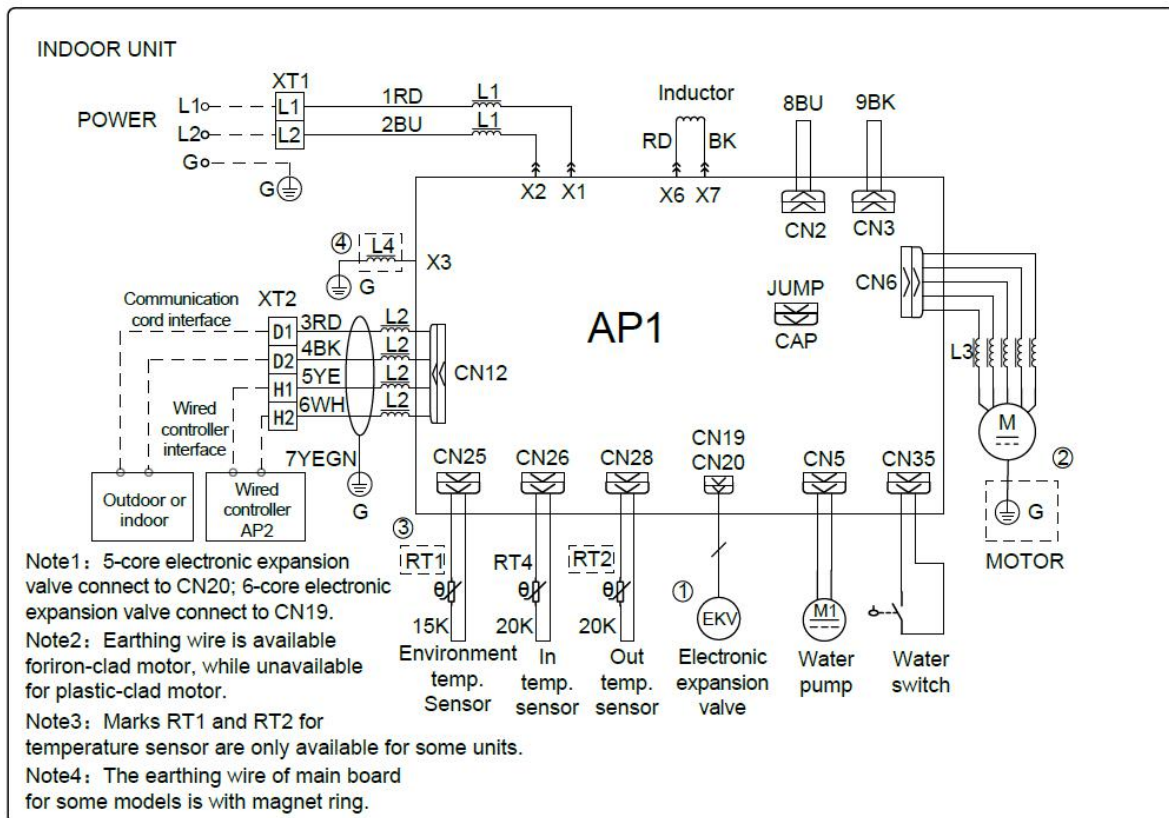 INDOOR UNIT
POWER
L1
L2
G
XT1
L1
L2
1RD
2BU
L1
L1
G
Inductor
RD
BK
8BU
9BK
X2
X1
X6
X7
CN2
CN3
④
L4
G
X3
CN6
JUMP
CAP
AP1
L3
Communication
cord interface
XT2
D1
D2
H1
H2
3RD
4BK
5YE
6WH
L2
L2
L2
L2
CN12
Wired
controller
interface
7YEGN
G
Outdoor or
indoor
Wired
controller
AP2
CN25
CN26
CN28
CN19
CN20
CN5
CN35
M
②
G
MOTOR
③
RT1
RT4
RT2
θ
θ
θ
15K
20K
20K
①
EKV
M1
Environment
temp.
Sensor
In
temp.
sensor
Out
temp.
sensor
Electronic
expansion
valve
Water
pump
Water
switch
Note1： 5-core electronic expansion
valve connect to CN20; 6-core electronic
expansion valve connect to CN19.
Note2： Earthing wire is available
foriron-clad motor, while unavailable
for plastic-clad motor.
Note3： Marks RT1 and RT2 for
temperature sensor are only available for some units.
Note4： The earthing wire of main board
for some models is with magnet ring.